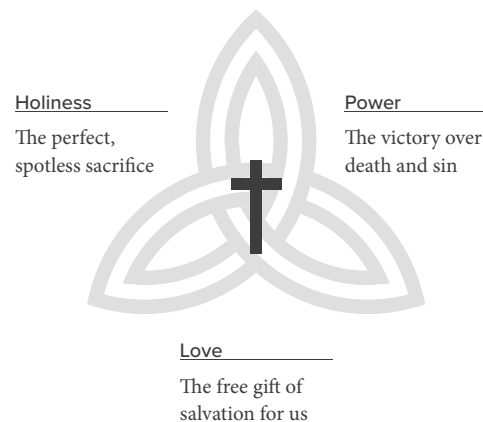 Holiness
The perfect,
spotless sacrifice
Power
The victory over
death and sin
Love
The free gift of
salvation for us